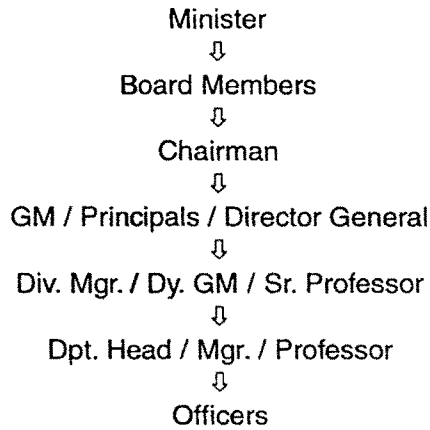 Minister
⇩
Board Members
⇩
Chairman
⇩
GM / Principals / Director General
⇩
Div. Mgr. / Dy. GM / Sr. Professor
⇩
Dpt. Head / Mgr. / Professor
⇩
Officers